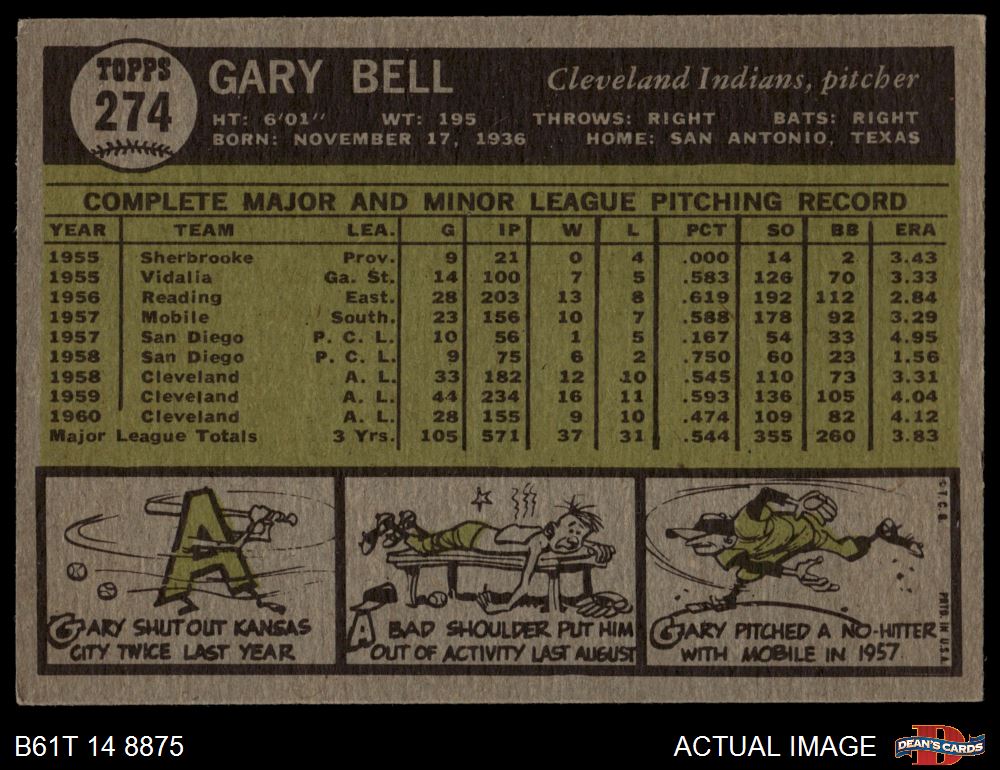 TOPPS
274
GARY BELL Cleveland Indians, pitcher
HT: 6'01" WT: 195 THROWS: RIGHT BATS: RIGHT
BORN: NOVEMBER 17, 1936 HOME: SAN ANTONIO, TEXAS
COMPLETE MAJOR AND MINOR LEAGUE PITCHING RECORD
YEAR TEAM LEA. G IP W L PCT SO BB ERA
1955 Sherbrooke Prov. 9 21 0 4 .000 14 2 3.43
1955 Vidalia Ga. St. 14 100 7 5 .583 126 70 3.33
1956 Reading East. 28 203 13 8 .619 192 112 2.84
1957 Mobile South. 23 156 10 7 .588 178 92 3.29
1957 San Diego P. C. L. 10 56 1 5 .167 54 33 4.95
1958 San Diego P. C. L. 9 75 6 2 .750 60 23 1.56
1958 Cleveland A. L. 33 182 12 10 .545 110 73 3.31
1959 Cleveland A. L. 44 234 16 11 .593 136 105 4.04
1960 Cleveland A. L. 28 155 9 10 .474 109 82 4.12
Major League Totals 3 Yrs. 105 571 37 31 .544 355 260 3.83
A
GARY SHUT OUT KANSAS
CITY TWICE LAST YEAR
A BAD SHOULDER PUT HIM
OUT OF ACTIVITY LAST AUGUST
GARY PITCHED A NO-HITTER
WITH MOBILE IN 1957.
© T.C.G. PRTD IN U.S.A.
B61T 14 8875 ACTUAL IMAGE
D
DEAN'S CARDS